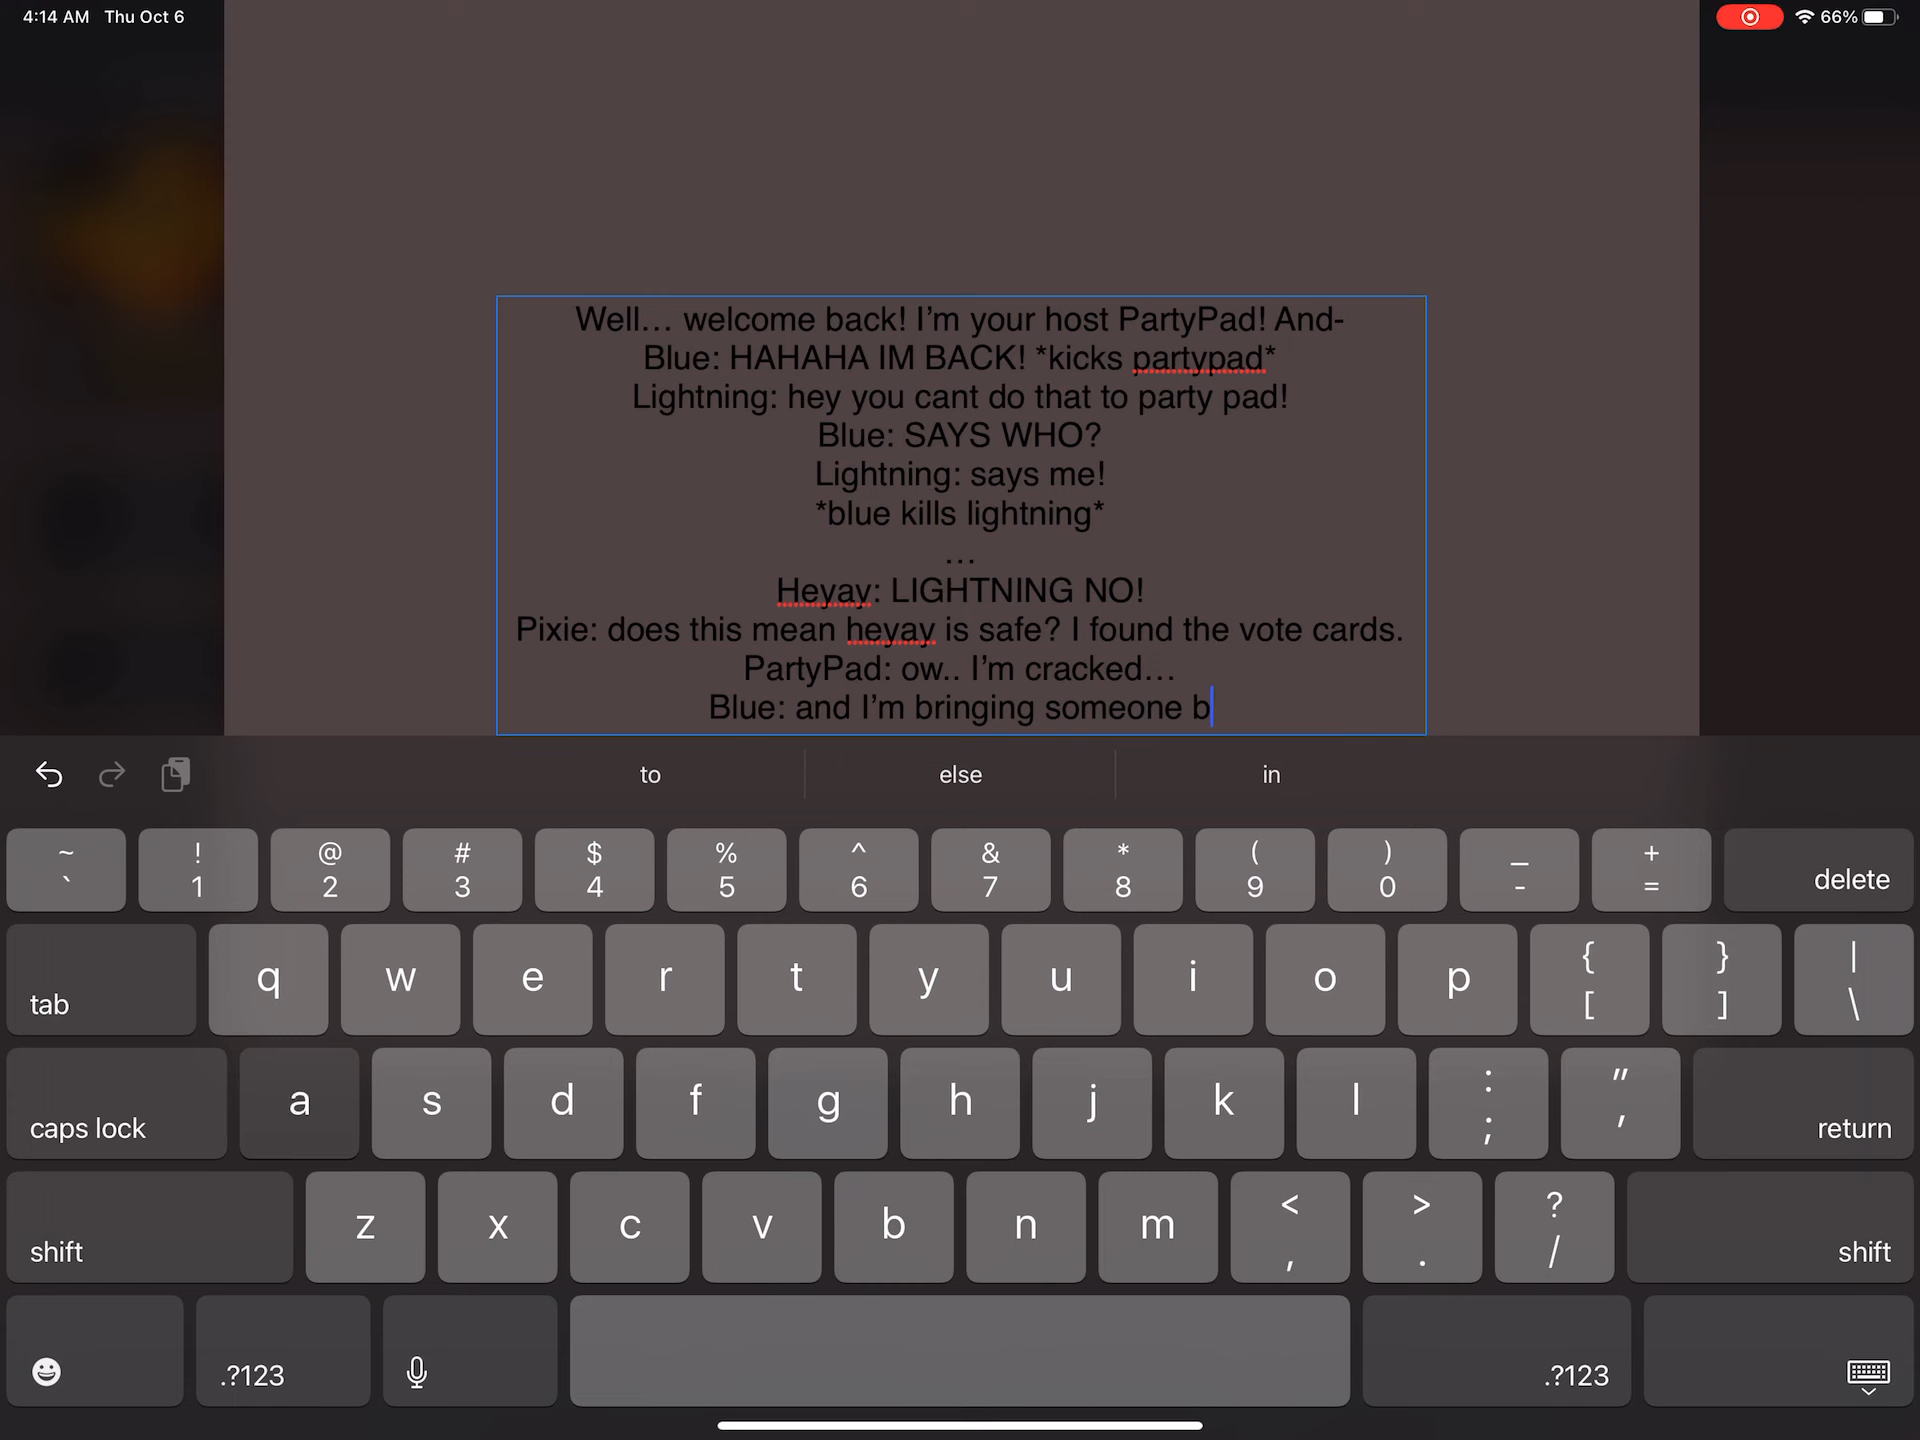 4:14 AM Thu Oct 6
66%
Well… welcome back! I’m your host PartyPad! And-
Blue: HAHAHA IM BACK! *kicks partypad*
Lightning: hey you cant do that to party pad!
Blue: SAYS WHO?
Lightning: says me!
*blue kills lightning*
…
Heyay: LIGHTNING NO!
Pixie: does this mean heyay is safe? I found the vote cards.
PartyPad: ow.. I’m cracked…
Blue: and I’m bringing someone b
to else in
~ ! @ # $ % ^ & * ( ) _ +
` 1 2 3 4 5 6 7 8 9 0 - = delete
tab q w e r t y u i o p { [ } ] | \
caps lock a s d f g h j k l : ; " ' return
shift z x c v b n m < , > . ? / shift
.?123 .?123